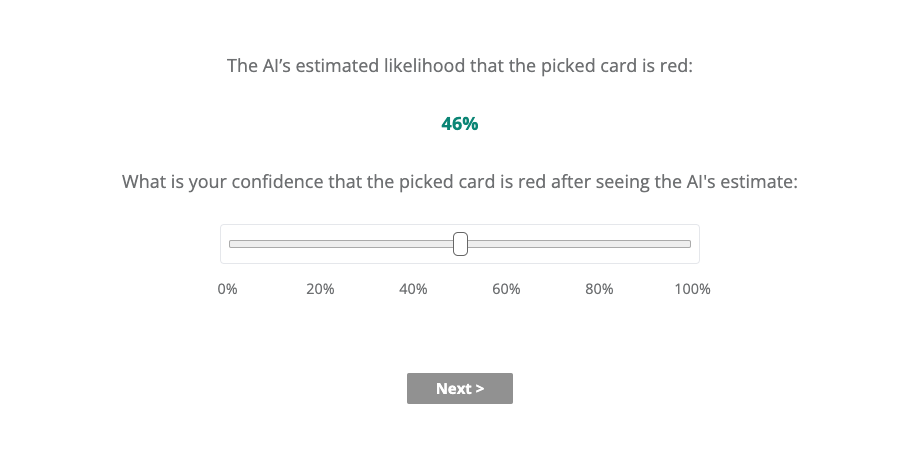 The AI’s estimated likelihood that the picked card is red:
46%
What is your confidence that the picked card is red after seeing the AI's estimate:
0% 20% 40% 60% 80% 100%
Next >